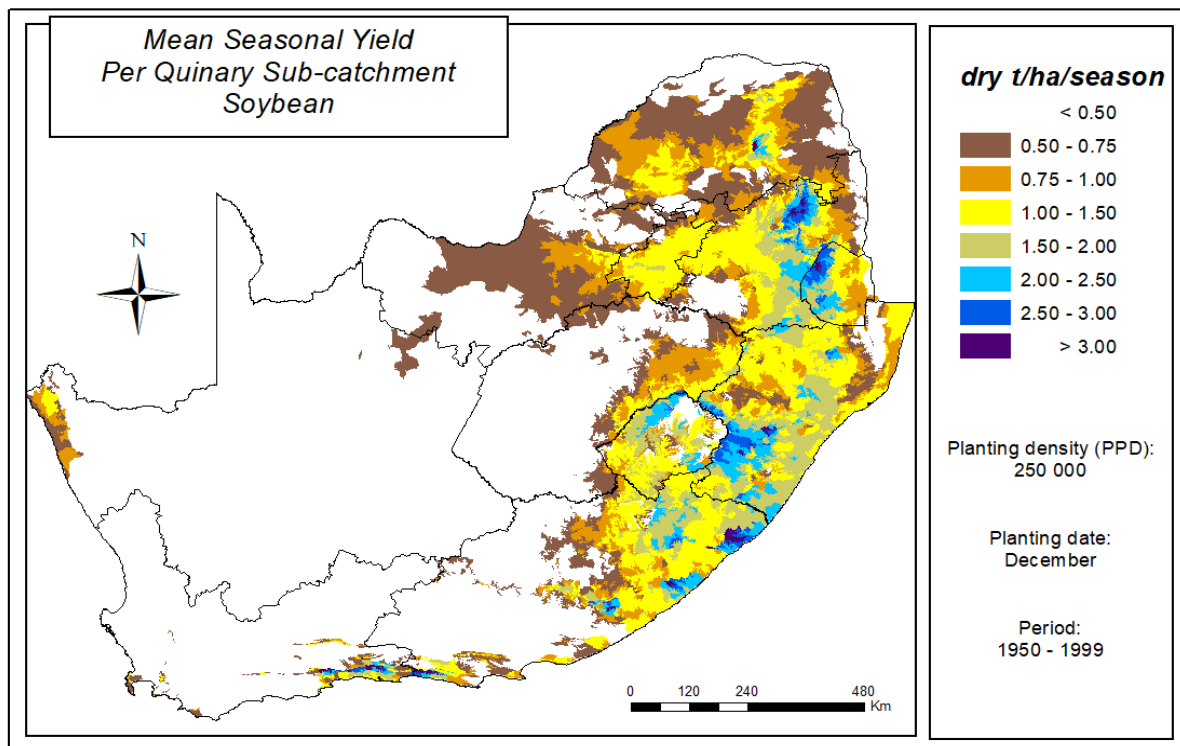 Mean Seasonal Yield
Per Quinary Sub-catchment
Soybean
N
0 120 240 480
Km
dry t/ha/season
< 0.50
0.50 - 0.75
0.75 - 1.00
1.00 - 1.50
1.50 - 2.00
2.00 - 2.50
2.50 - 3.00
> 3.00
Planting density (PPD):
250 000
Planting date:
December
Period:
1950 - 1999